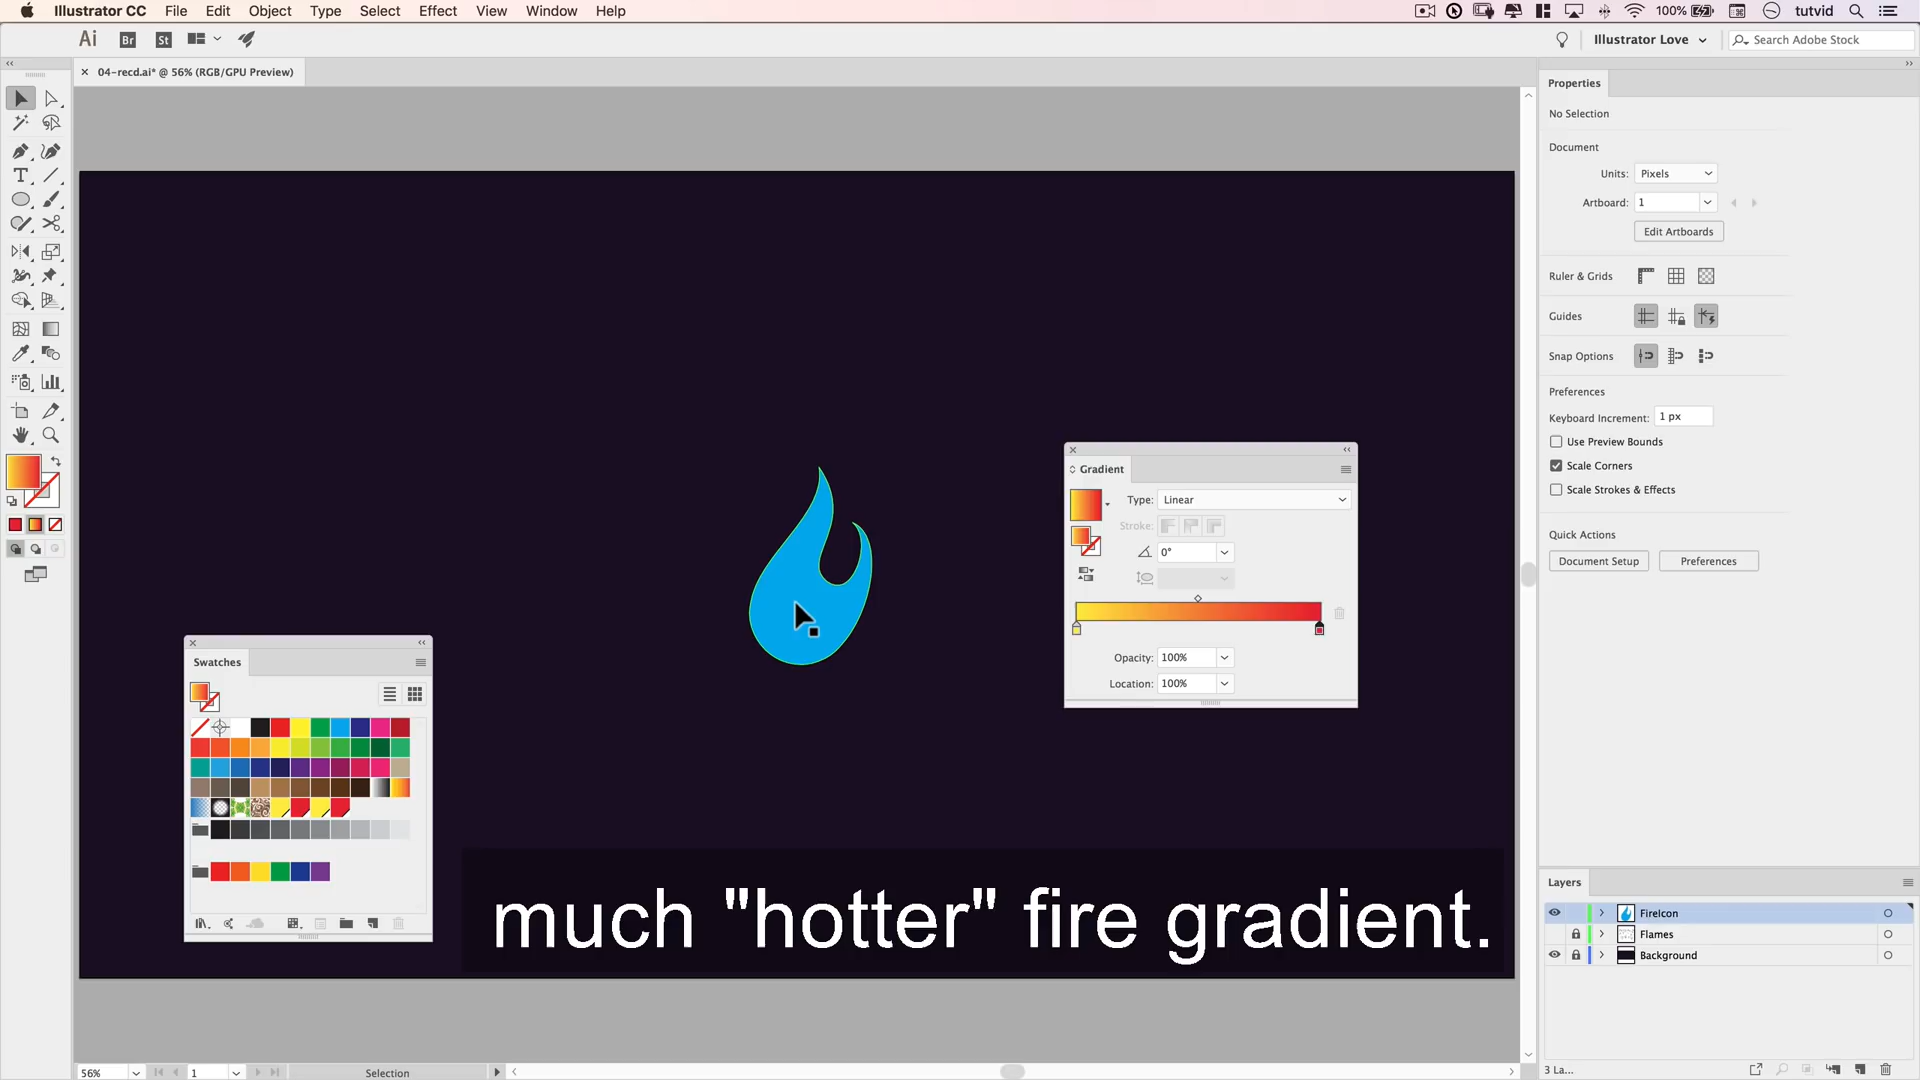 Illustrator CC File Edit Object Type Select Effect View Window Help
100% tutvid
Ai Br St Illustrator Love Search Adobe Stock
04-recd.ai* @ 56% (RGB/GPU Preview)
Properties
No Selection
Document
Units: Pixels
Artboard: 1
Edit Artboards
Ruler & Grids
Guides
Snap Options
Preferences
Keyboard Increment: 1 px
Use Preview Bounds
Scale Corners
Scale Strokes & Effects
Quick Actions
Document Setup Preferences
Gradient
Type: Linear
Stroke:
0°
Opacity: 100%
Location: 100%
Swatches
much "hotter" fire gradient.
Layers
FireIcon
Flames
Background
3 La...
56% 1 Selection